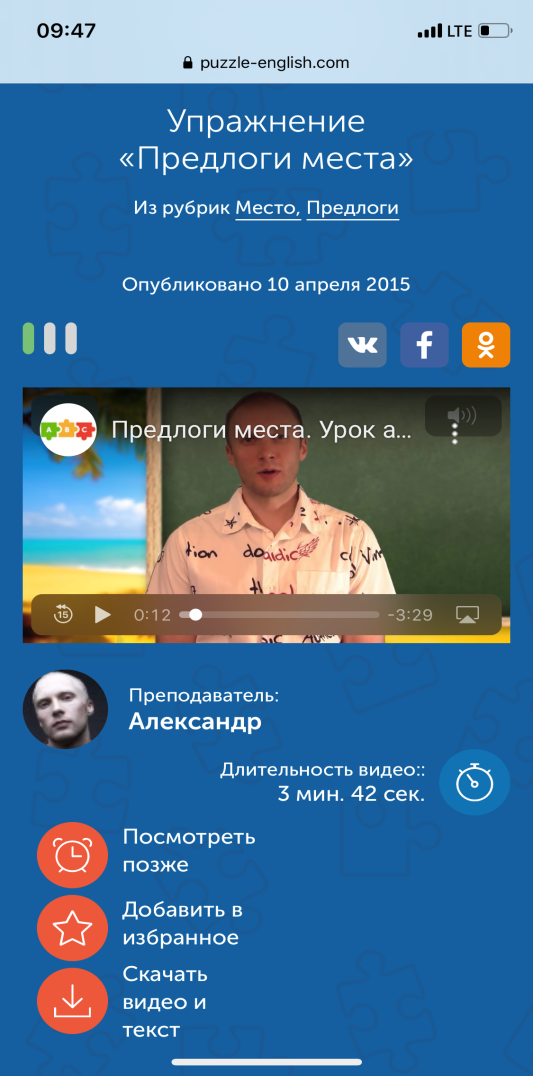 09:47
LTE
puzzle-english.com
Упражнение
«Предлоги места»
Из рубрик Место, Предлоги
Опубликовано 10 апреля 2015
A B C
Предлоги места. Урок а...
15
0:12
-3:29
Преподаватель:
Александр
Длительность видео::
3 мин. 42 сек.
Посмотреть
позже
Добавить в
избранное
Скачать
видео и
текст